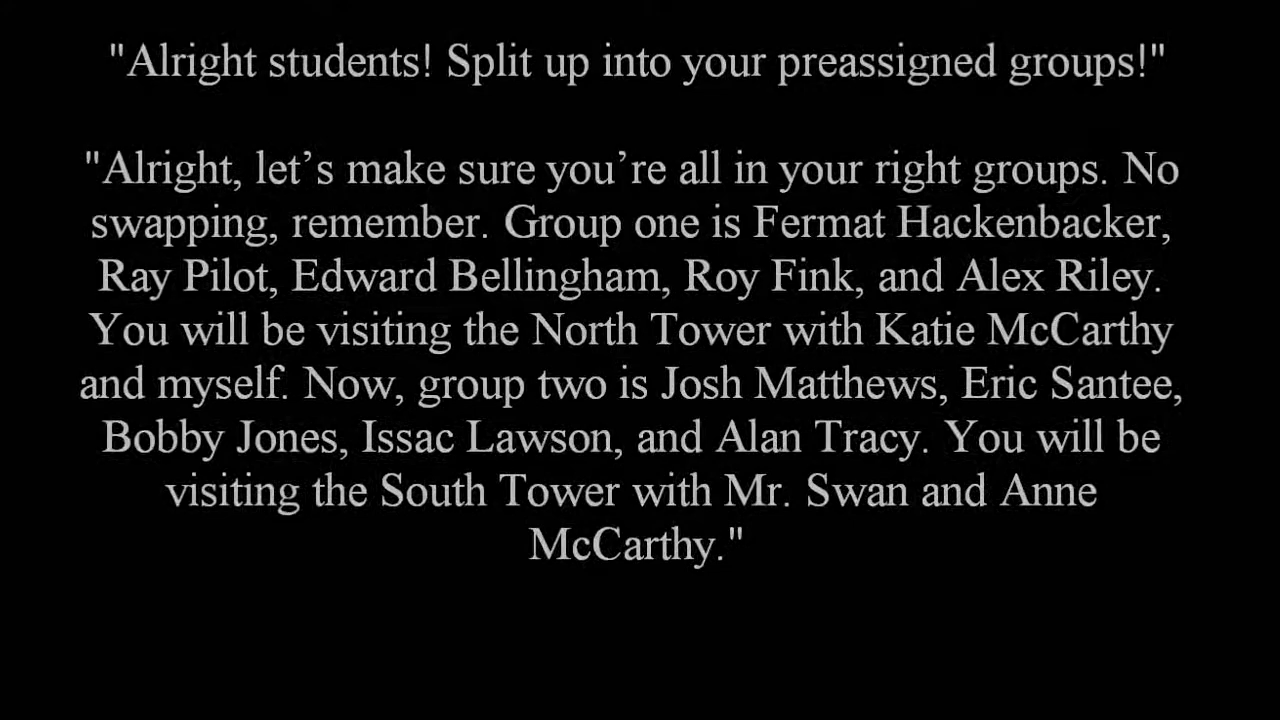 "Alright students! Split up into your preassigned groups!"
"Alright, let’s make sure you’re all in your right groups. No
swapping, remember. Group one is Fermat Hackenbacker,
Ray Pilot, Edward Bellingham, Roy Fink, and Alex Riley.
You will be visiting the North Tower with Katie McCarthy
and myself. Now, group two is Josh Matthews, Eric Santee,
Bobby Jones, Issac Lawson, and Alan Tracy. You will be
visiting the South Tower with Mr. Swan and Anne
McCarthy."